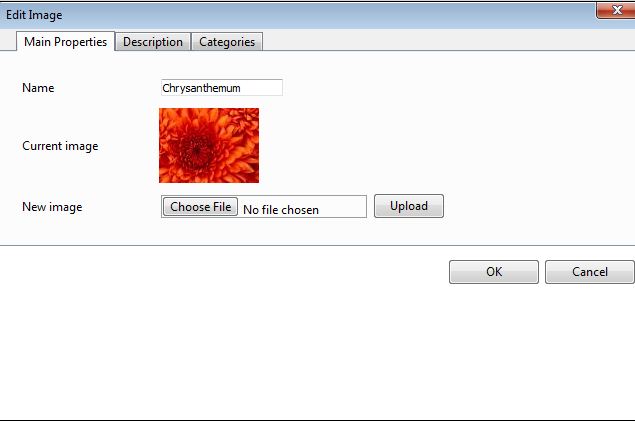 Edit Image
Main Properties Description Categories
Name Chrysanthemum
Current image
New image Choose File No file chosen Upload
OK Cancel